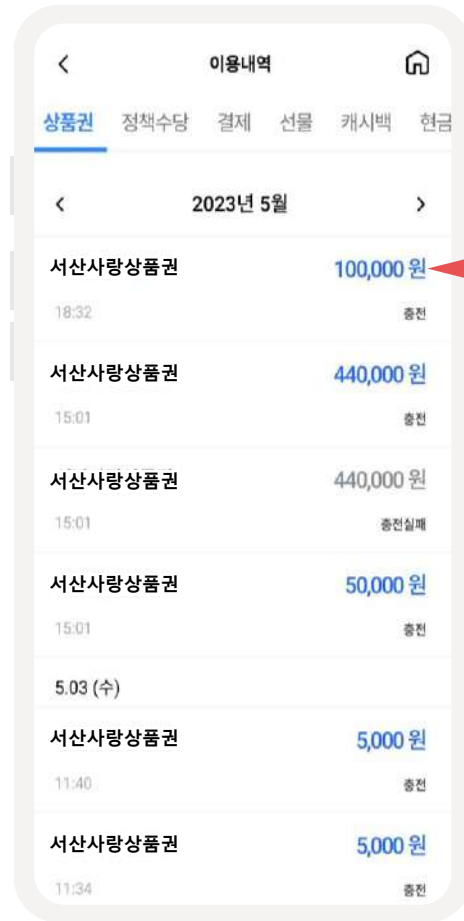 이용내역
상품권 정책수당 결제 선물 캐시백 현금
2023년 5월
서산사랑상품권 100,000 원
18:32 충전
서산사랑상품권 440,000 원
15:01 충전
서산사랑상품권 440,000 원
15:01 충전실패
서산사랑상품권 50,000 원
15:01 충전
5.03 (수)
서산사랑상품권 5,000 원
11:40 충전
서산사랑상품권 5,000 원
11:34 충전